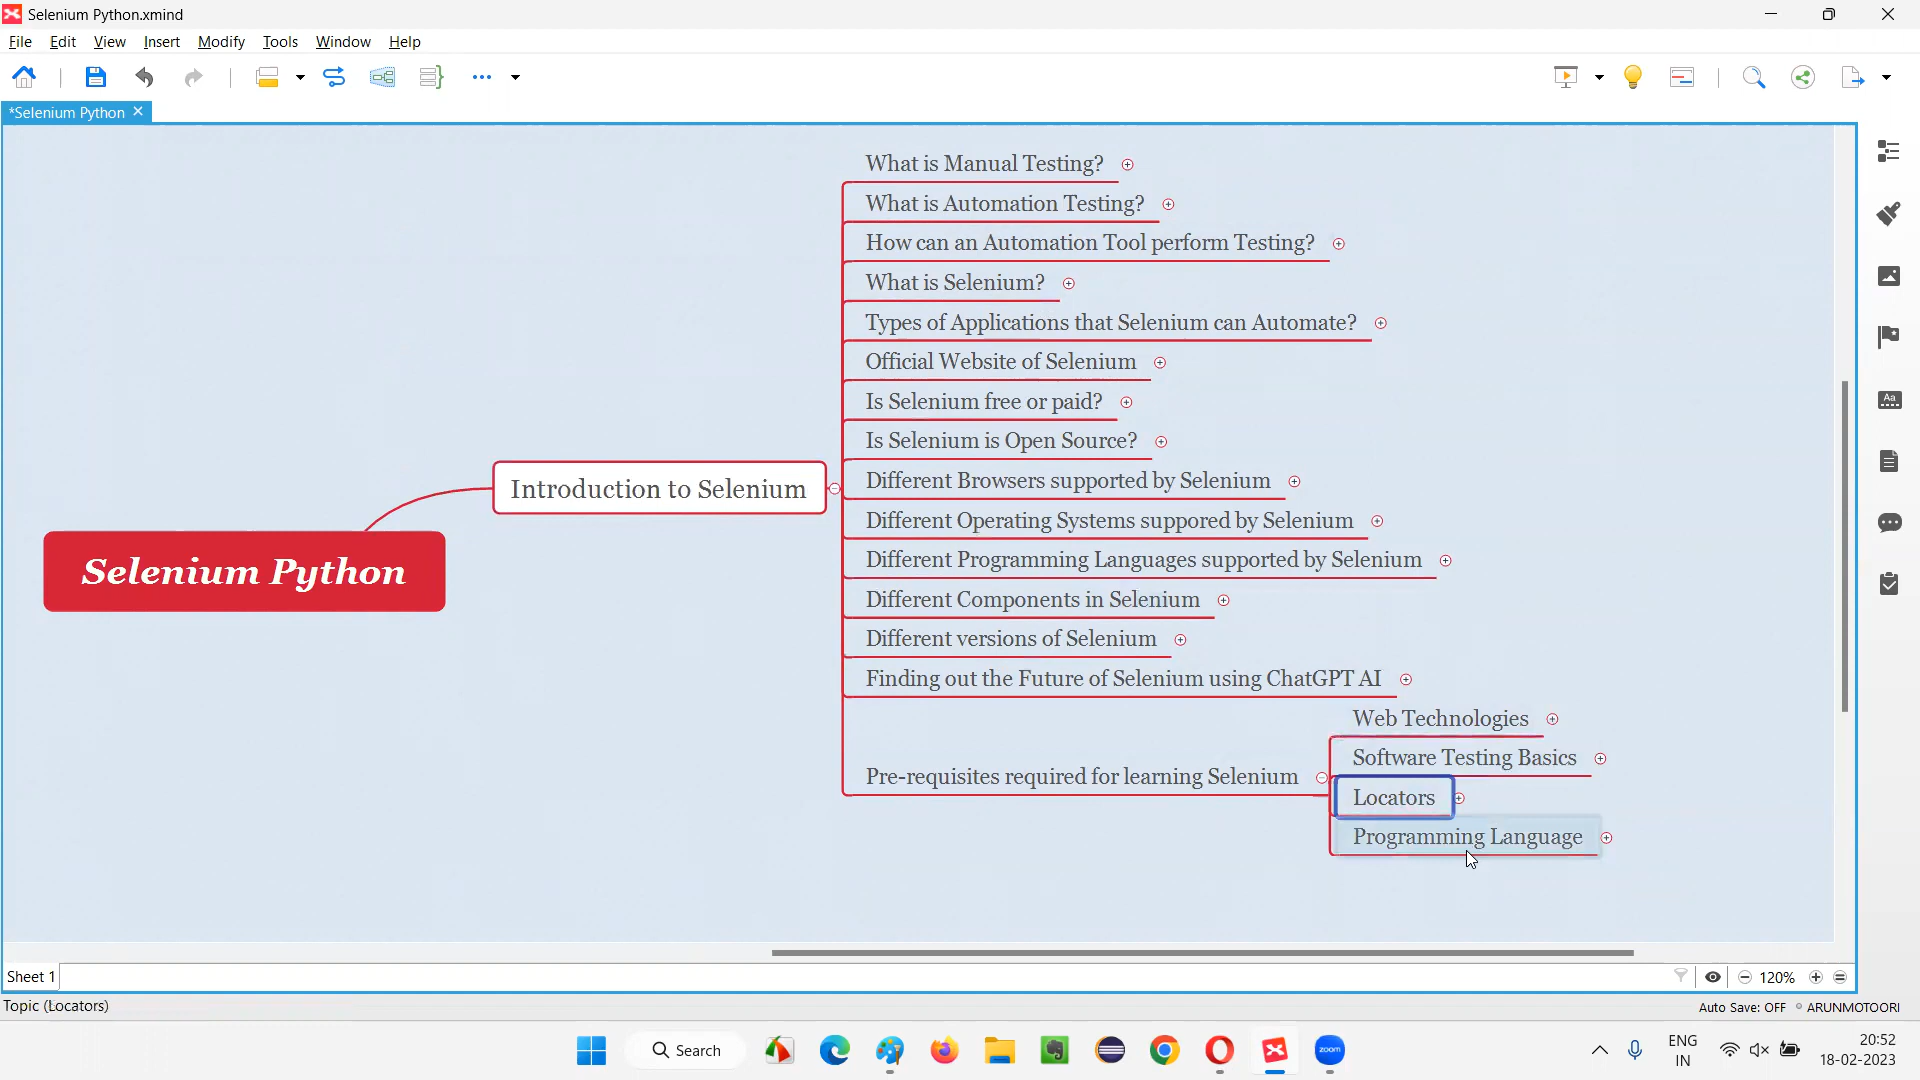 Selenium Python.xmind
File Edit View Insert Modify Tools Window Help
*Selenium Python
What is Manual Testing?
What is Automation Testing?
How can an Automation Tool perform Testing?
What is Selenium?
Types of Applications that Selenium can Automate?
Official Website of Selenium
Is Selenium free or paid?
Is Selenium is Open Source?
Different Browsers supported by Selenium
Introduction to Selenium
Different Operating Systems suppored by Selenium
Different Programming Languages supported by Selenium
Selenium Python
Different Components in Selenium
Different versions of Selenium
Finding out the Future of Selenium using ChatGPT AI
Web Technologies
Software Testing Basics
Pre-requisites required for learning Selenium
Locators
Programming Language
Aa
Sheet 1
120%
Topic (Locators)
Auto Save: OFF ARUNMOTOORI
Search
zoom
ENG
IN
20:52
18-02-2023